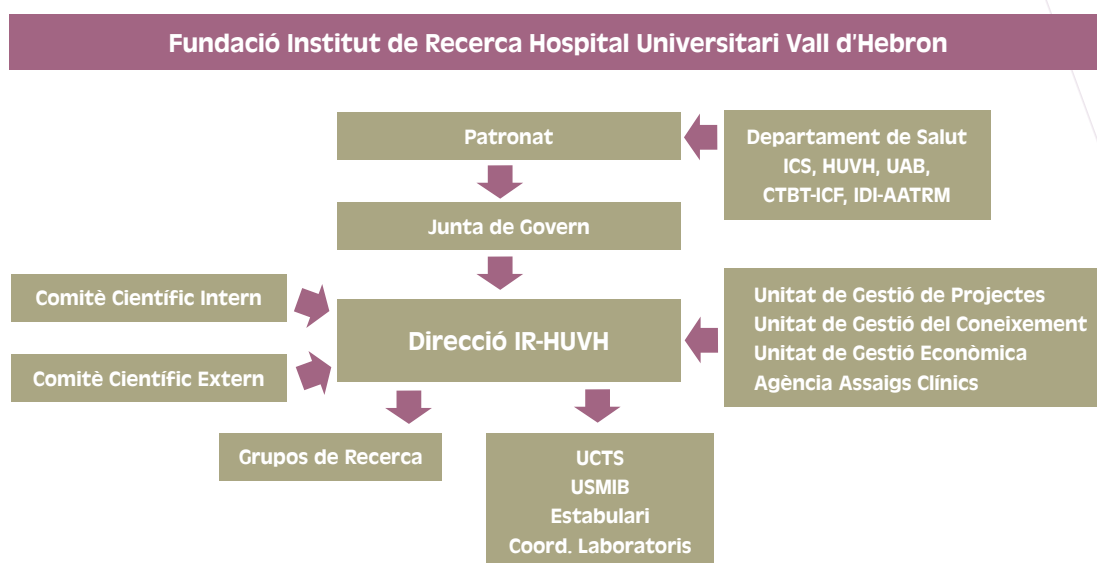 Fundació Institut de Recerca Hospital Universitari Vall d'Hebron
Patronat
Departament de Salut
ICS, HUVH, UAB,
CTBT-ICF, IDI-AATRM
Junta de Govern
Comitè Científic Intern
Comitè Científic Extern
Direcció IR-HUVH
Unitat de Gestió de Projectes
Unitat de Gestió del Coneixement
Unitat de Gestió Econòmica
Agència Assaigs Clínics
Grupos de Recerca
UCTS
USMIB
Estabulari
Coord. Laboratoris